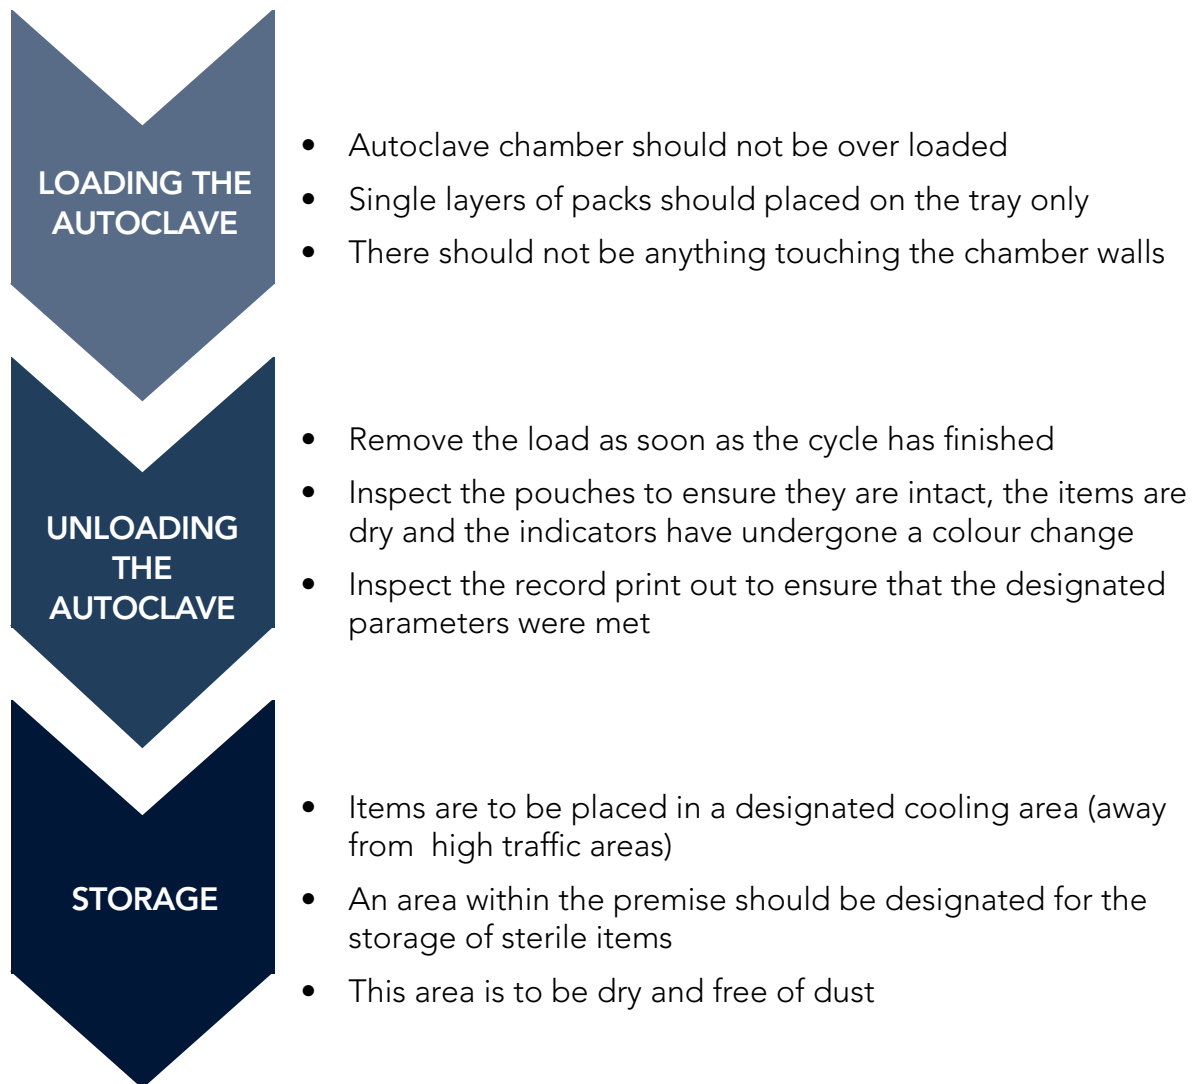 LOADING THE
AUTOCLAVE
• Autoclave chamber should not be over loaded
• Single layers of packs should placed on the tray only
• There should not be anything touching the chamber walls
UNLOADING
THE
AUTOCLAVE
• Remove the load as soon as the cycle has finished
• Inspect the pouches to ensure they are intact, the items are
dry and the indicators have undergone a colour change
• Inspect the record print out to ensure that the designated
parameters were met
STORAGE
• Items are to be placed in a designated cooling area (away
from  high traffic areas)
• An area within the premise should be designated for the
storage of sterile items
• This area is to be dry and free of dust